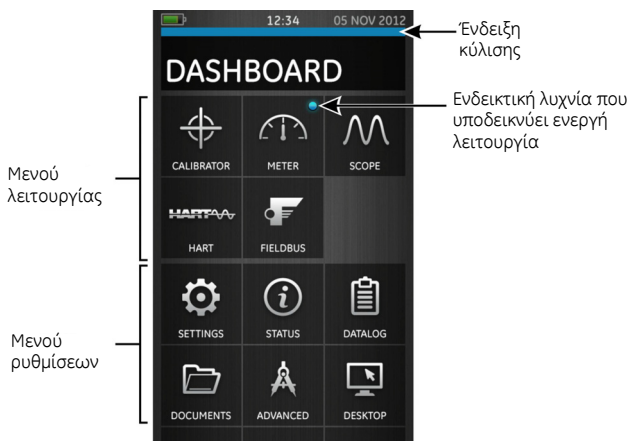 12:34 05 NOV 2012
Ένδειξη
κύλισης
DASHBOARD
Ενδεικτική λυχνία που
υποδεικνύει ενεργή
λειτουργία
Μενού
λειτουργίας
CALIBRATOR METER SCOPE
HART
HART FIELDBUS
Μενού
ρυθμίσεων
SETTINGS STATUS DATALOG
DOCUMENTS ADVANCED DESKTOP